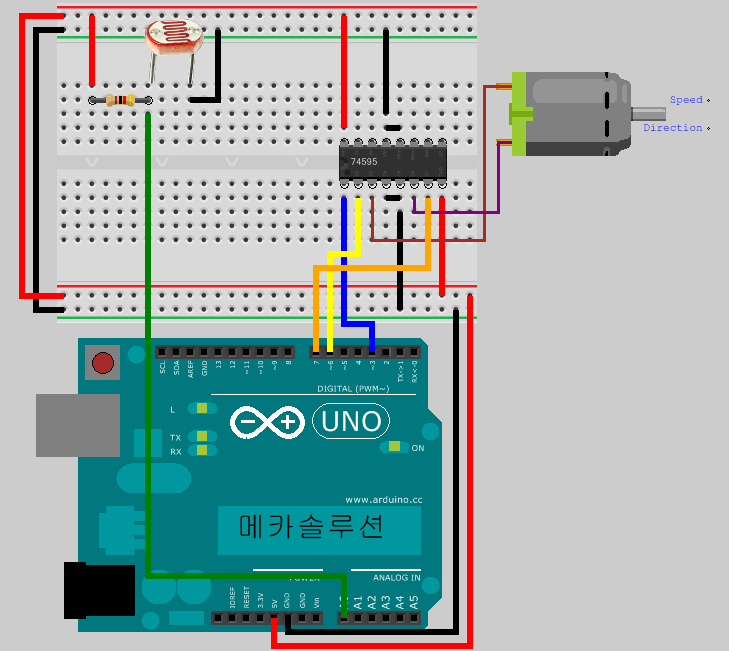 Speed
Direction
74595
SCL SDA AREF GND 13 12 ~11 ~10 ~9 8 7 ~6 ~5 4 ~3 2 TX->1 RX<-0
DIGITAL (PWM~)
L
UNO
TX
RX
ON
www.arduino.cc
메카솔루션
POWER
ANALOG IN
IOREF RESET 3.3V 5V GND GND Vin A0 A1 A2 A3 A4 A5